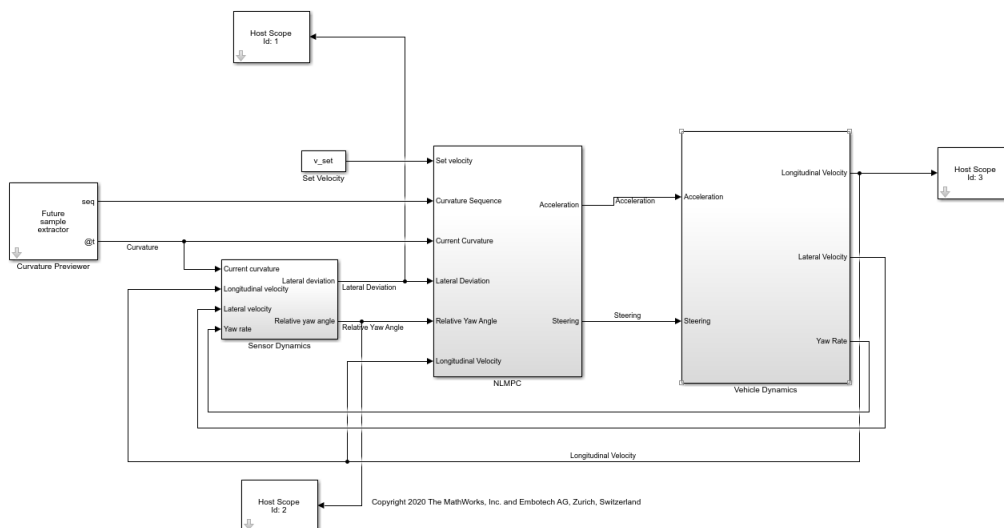 Host Scope
Id: 1
v_set
Set Velocity
seq
Future
sample
extractor
@t
Curvature Previewer
Curvature
Current curvature
Longitudinal velocity
Lateral velocity
Yaw rate
Lateral deviation
Relative yaw angle
Sensor Dynamics
Lateral Deviation
Relative Yaw Angle
Set velocity
Curvature Sequence
Current Curvature
Lateral Deviation
Relative Yaw Angle
Longitudinal Velocity
Acceleration
Steering
NLMPC
Acceleration
Steering
Acceleration
Steering
Longitudinal Velocity
Lateral Velocity
Yaw Rate
Vehicle Dynamics
Host Scope
Id: 3
Longitudinal Velocity
Host Scope
Id: 2
Copyright 2020 The MathWorks, Inc. and Embotech AG, Zurich, Switzerland